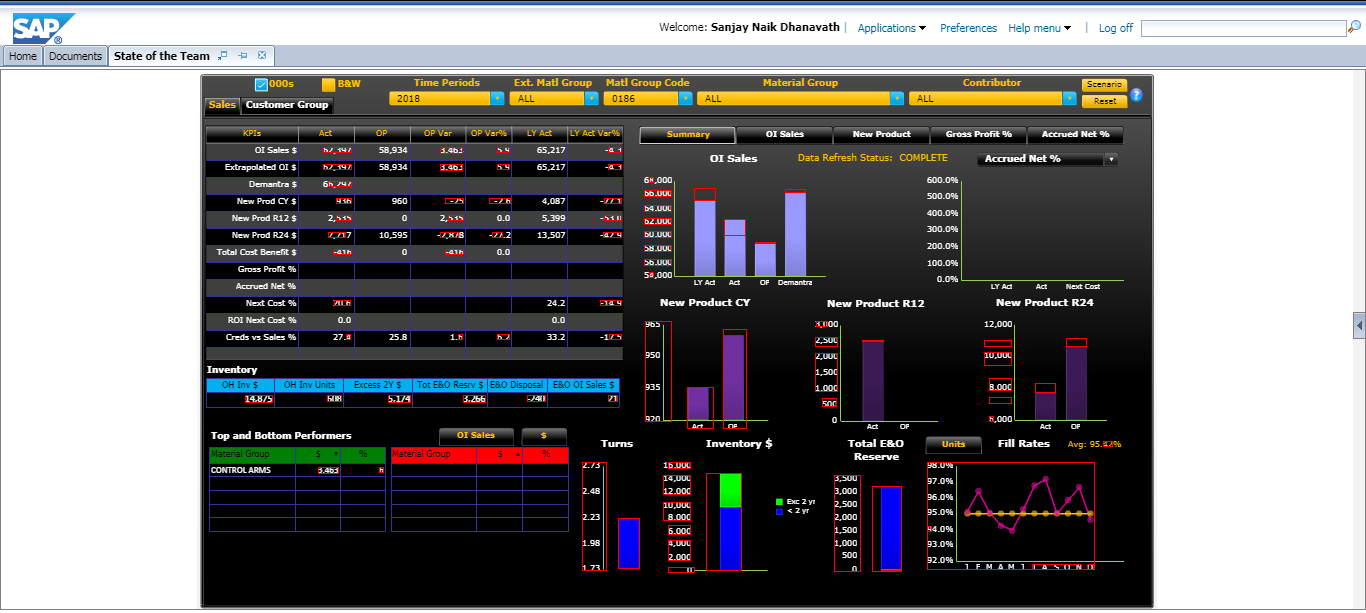 SAP ®
Welcome: Sanjay Naik Dhanavath | Applications Preferences Help menu | Log off
Home Documents State of the Team
000s B&W Time Periods Ext. Matl Group Matl Group Code Material Group Contributor Scenario
2018 ALL 0186 ALL ALL Reset ?
Sales Customer Group
KPIs Act OP OP Var OP Var% LY Act LY Act Var%
OI Sales $ 62,397 58,934 3,463 5.9 65,217 -4.3
Extrapolated OI $ 62,397 58,934 3,463 5.9 65,217 -4.3
Demantra $
New Prod CY $ 936 960 -25 -2.6 4,087 -77.1
New Prod R12 $ 2,535 0 2,535 0.0 5,399 -53.0
New Prod R24 $ 7,717 10,595 -2,878 -27.2 13,507 -42.9
Total Cost Benefit $ -416 0 -416 0.0
Gross Profit %
Accrued Net %
Next Cost % 20.6 24.2 -14.9
ROI Next Cost % 0.0 0.0
Creds vs Sales % 27.4 25.8 1.6 6.2 33.2 -17.5
Inventory
OH Inv $ OH Inv Units Excess 2Y $ Tot E&O Resrv $ E&O Disposal E&O OI Sales $
14,875 608 5,174 3,266 -240 21
Top and Bottom Performers OI Sales $
Material Group $ % Material Group $ %
CONTROL ARMS 3,463 6
Summary OI Sales New Product Gross Profit % Accrued Net %
OI Sales Data Refresh Status: COMPLETE Accrued Net %
68,000
66,000
64,000
62,000
60,000
58,000
56,000
54,000
LY Act Act OP Demantra
600.0%
500.0%
400.0%
300.0%
200.0%
100.0%
0.0%
LY Act Act Next Cost
New Product CY
965
950
935
920
Act OP
New Product R12
3,000
2,500
2,000
1,500
1,000
500
0
Act OP
New Product R24
12,000
10,000
8,000
6,000
Act OP
Turns
2.73
2.48
2.23
1.98
1.73
Inventory $
16,000
14,000
12,000
10,000
8,000
6,000
4,000
2,000
0
Exc 2 yr
< 2 yr
Total E&O
Reserve
3,500
3,000
2,500
2,000
1,500
1,000
500
0
Units Fill Rates Avg: 95.42%
98.0%
97.0%
96.0%
95.0%
94.0%
93.0%
92.0%
J F M A M J J A S O N D